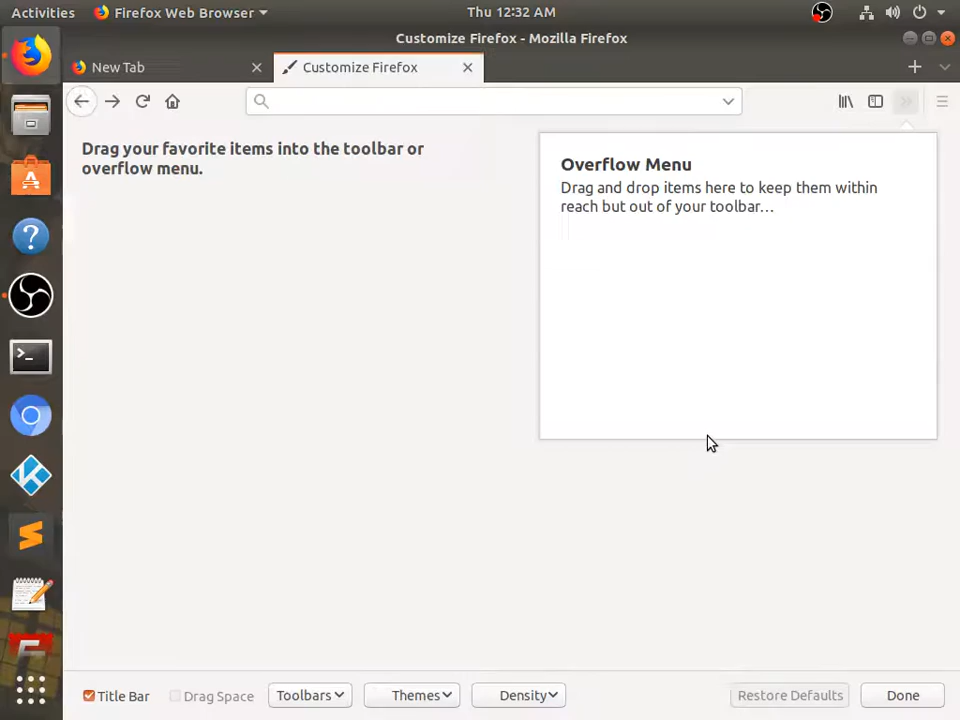 Activities
Firefox Web Browser
Thu 12:32 AM
Customize Firefox - Mozilla Firefox
New Tab
Customize Firefox
Drag your favorite items into the toolbar or
overflow menu.
Overflow Menu
Drag and drop items here to keep them within
reach but out of your toolbar…
Title Bar
Drag Space
Toolbars
Themes
Density
Restore Defaults
Done